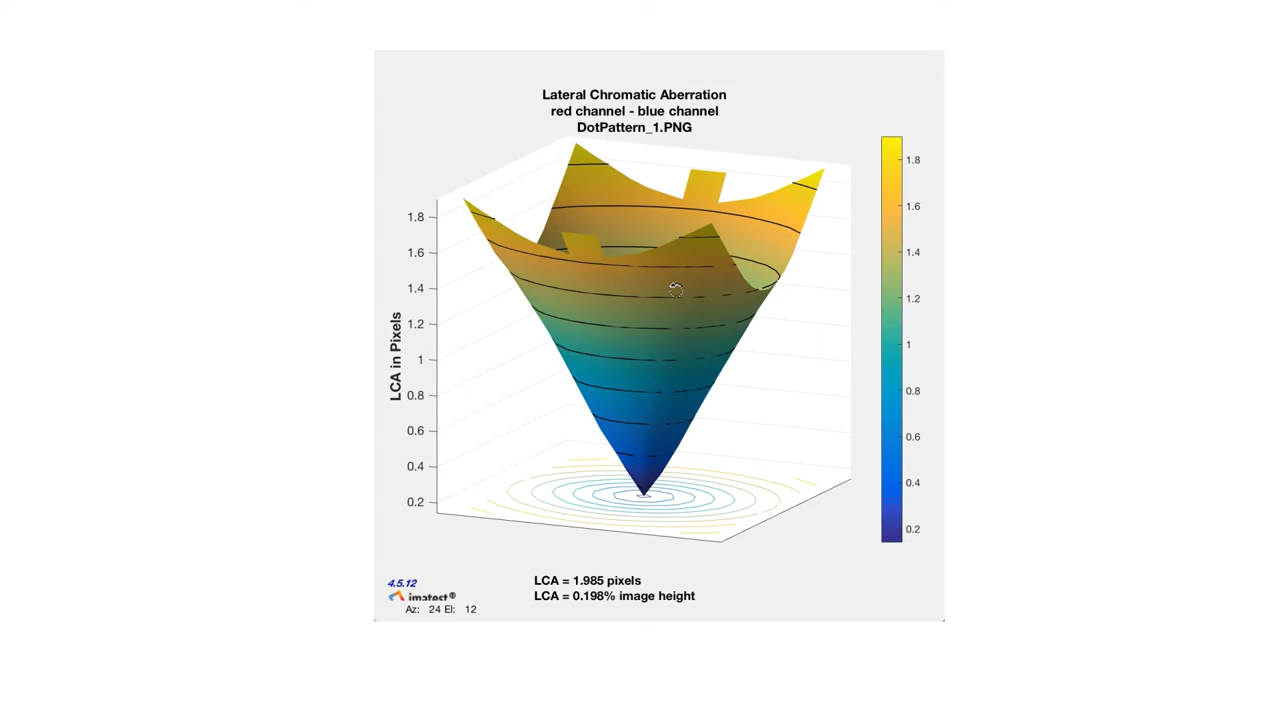 Lateral Chromatic Aberration
red channel - blue channel
DotPattern_1.PNG
LCA in Pixels
1.8
1.6
1.4
1.2
1
0.8
0.6
0.4
0.2
1.8
1.6
1.4
1.2
1
0.8
0.6
0.4
0.2
LCA = 1.985 pixels
LCA = 0.198% image height
4.5.12
imatest®
Az: 24 El: 12